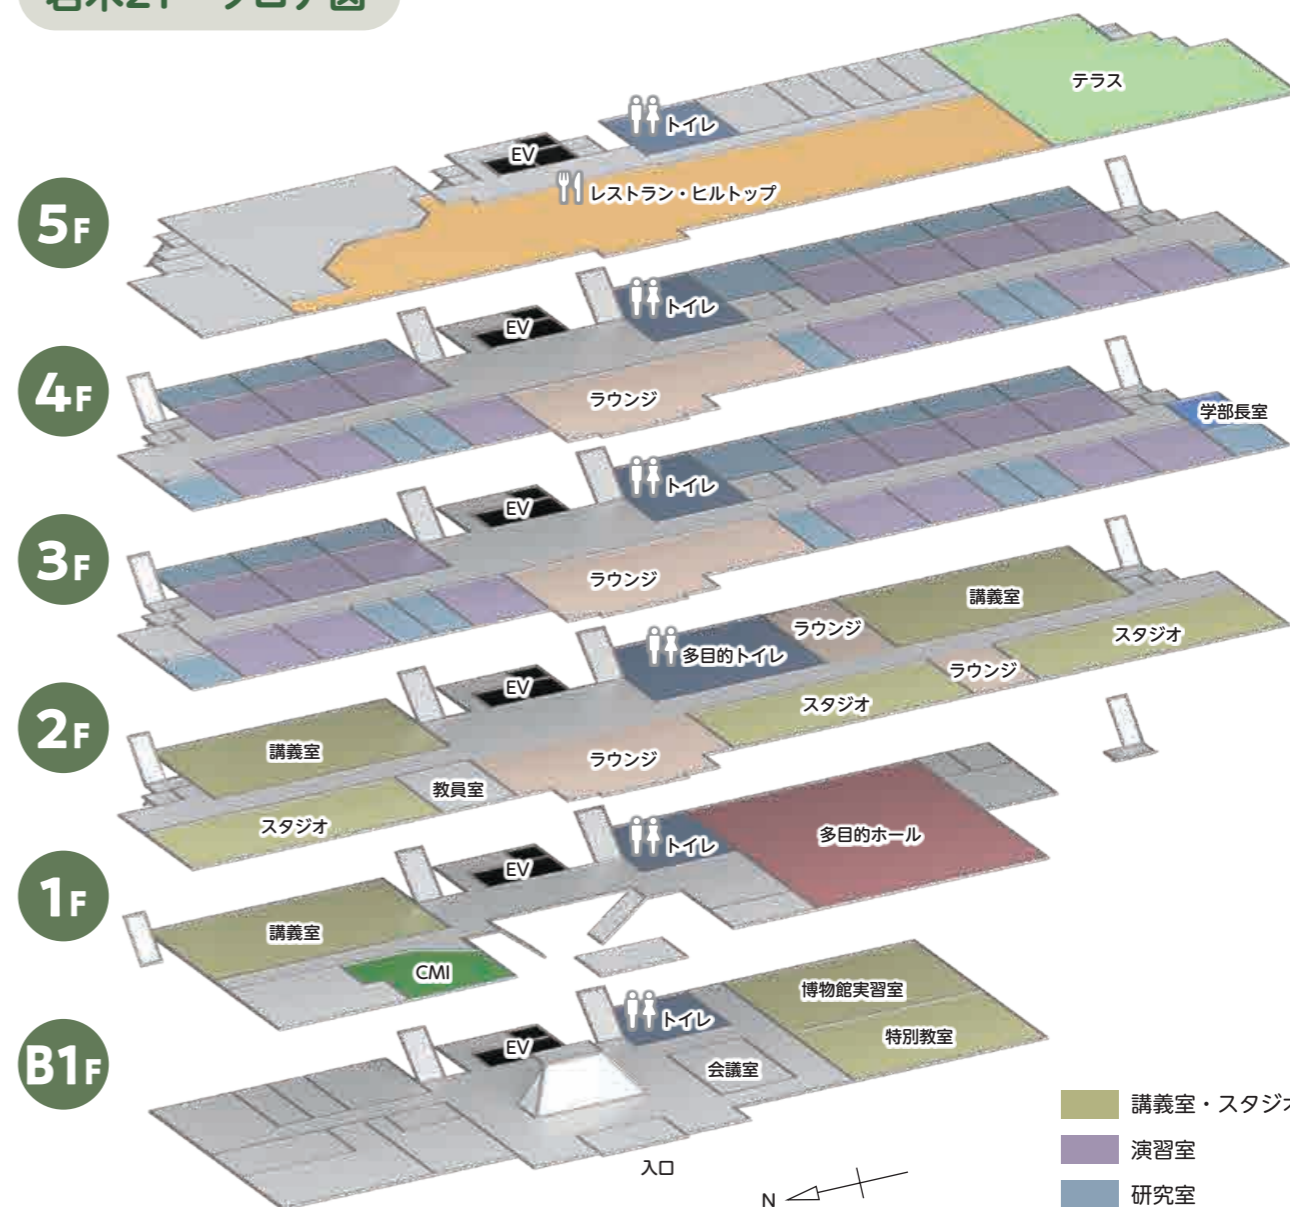 5F
テラス
トイレ
EV
レストラン・ヒルトップ
4F
トイレ
EV
ラウンジ
3F
学部長室
トイレ
EV
ラウンジ
2F
講義室
ラウンジ
スタジオ
多目的トイレ
ラウンジ
EV
スタジオ
講義室
ラウンジ
教員室
スタジオ
1F
多目的ホール
トイレ
EV
講義室
CMI
B1F
博物館実習室
トイレ
特別教室
EV
会議室
入口
N
講義室・スタジオ
演習室
研究室